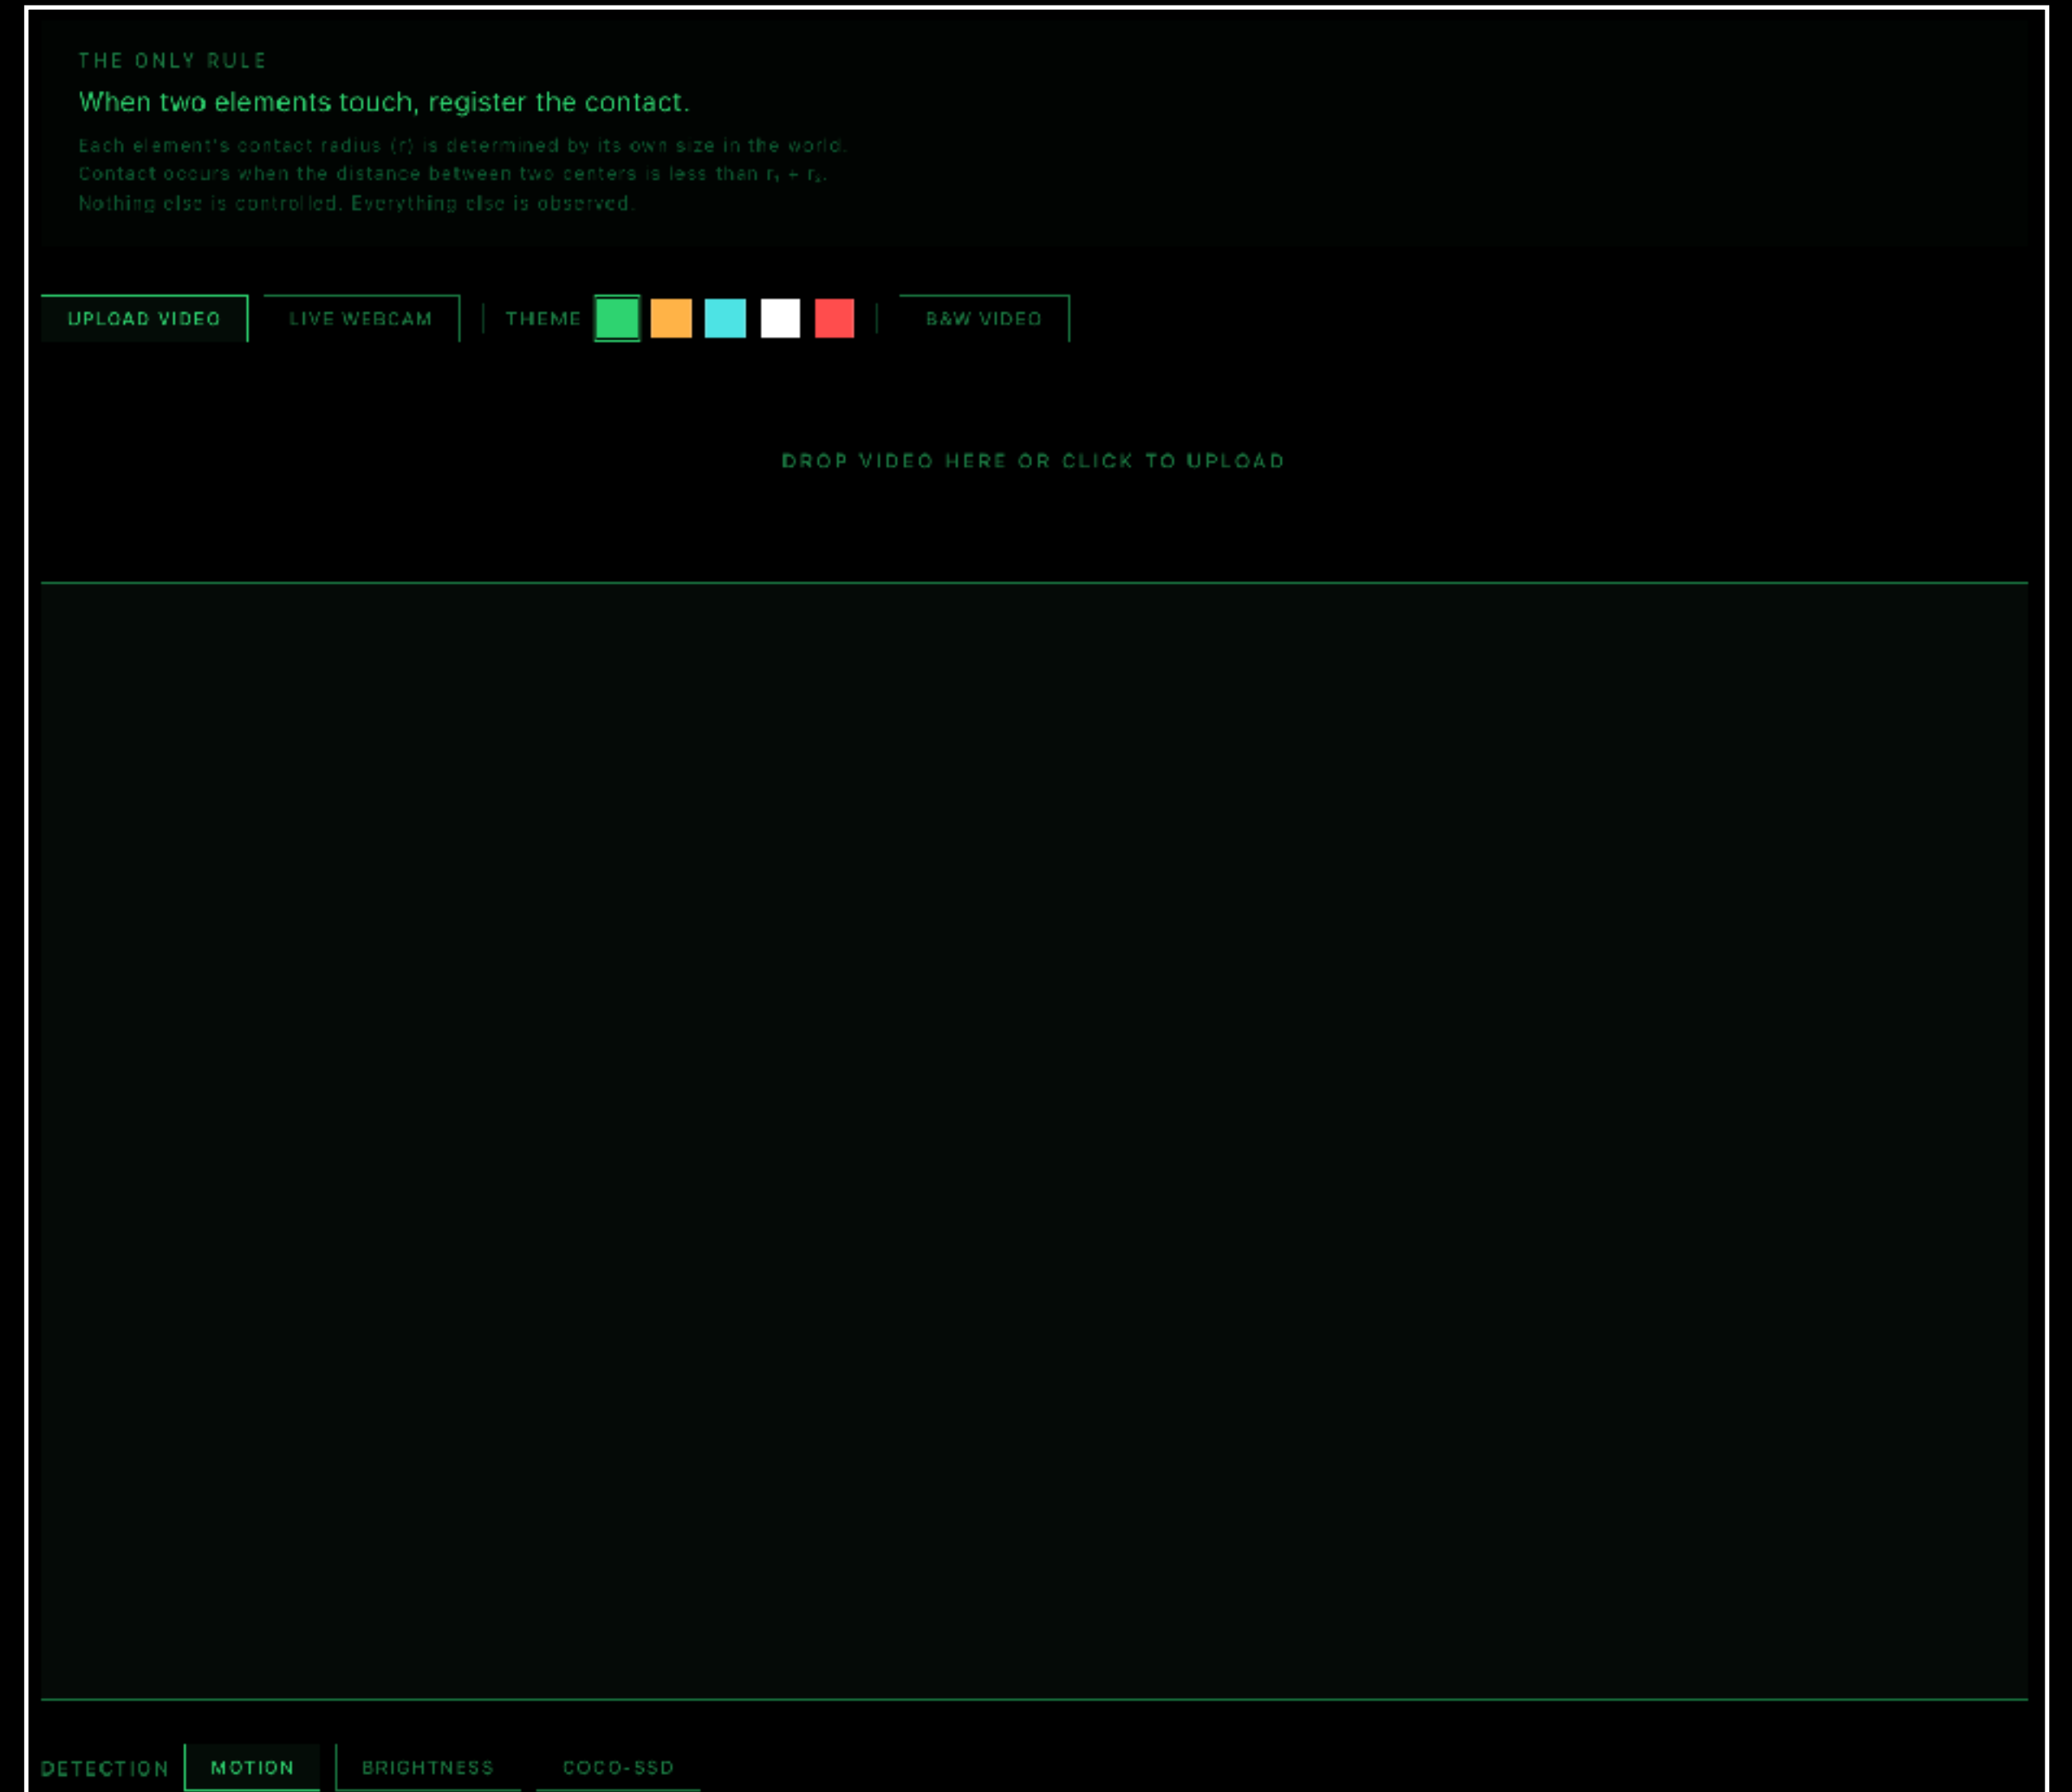 THE ONLY RULE
When two elements touch, register the contact.
Each element's contact radius (r) is determined by its own size in the world.
Contact occurs when the distance between two centers is less than r₁ + r₂.
Nothing else is controlled. Everything else is observed.
UPLOAD VIDEO LIVE WEBCAM THEME B&W VIDEO
DROP VIDEO HERE OR CLICK TO UPLOAD
DETECTION MOTION BRIGHTNESS COCO-SSD